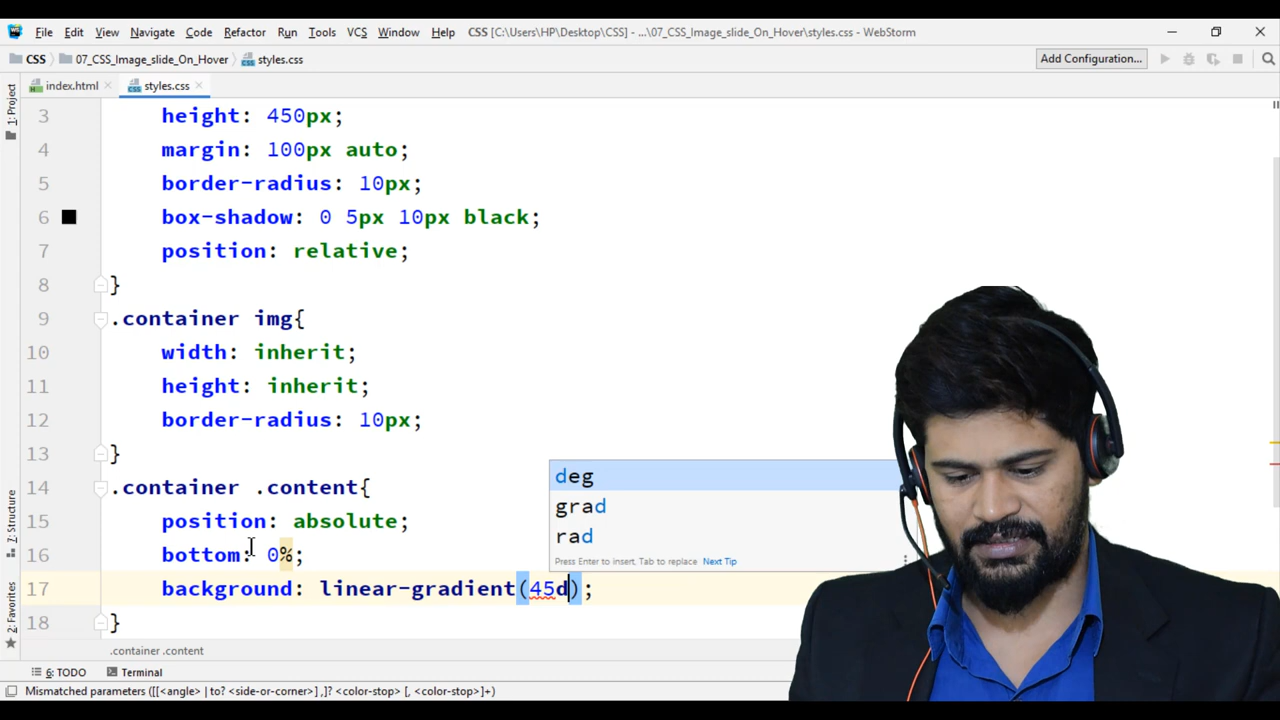 File Edit View Navigate Code Refactor Run Tools VCS Window Help CSS [C:\Users\HP\Desktop\CSS] - ...\07_CSS_Image_slide_On_Hover\styles.css - WebStorm
CSS 07_CSS_Image_slide_On_Hover styles.css Add Configuration...
index.html styles.css
1: Project
3 height: 450px;
4 margin: 100px auto;
5 border-radius: 10px;
6 box-shadow: 0 5px 10px black;
7 position: relative;
8 }
9 .container img{
10 width: inherit;
11 height: inherit;
12 border-radius: 10px;
13 }
14 .container .content{
15 position: absolute;
16 bottom: 0%;
17 background: linear-gradient(45d);
18 }
deg
grad
rad
Press Enter to insert, Tab to replace Next Tip
7: Structure
2: Favorites
.container .content
6: TODO Terminal
Mismatched parameters ([[<angle> | to? <side-or-corner>] ,]? <color-stop> [, <color-stop>]+)